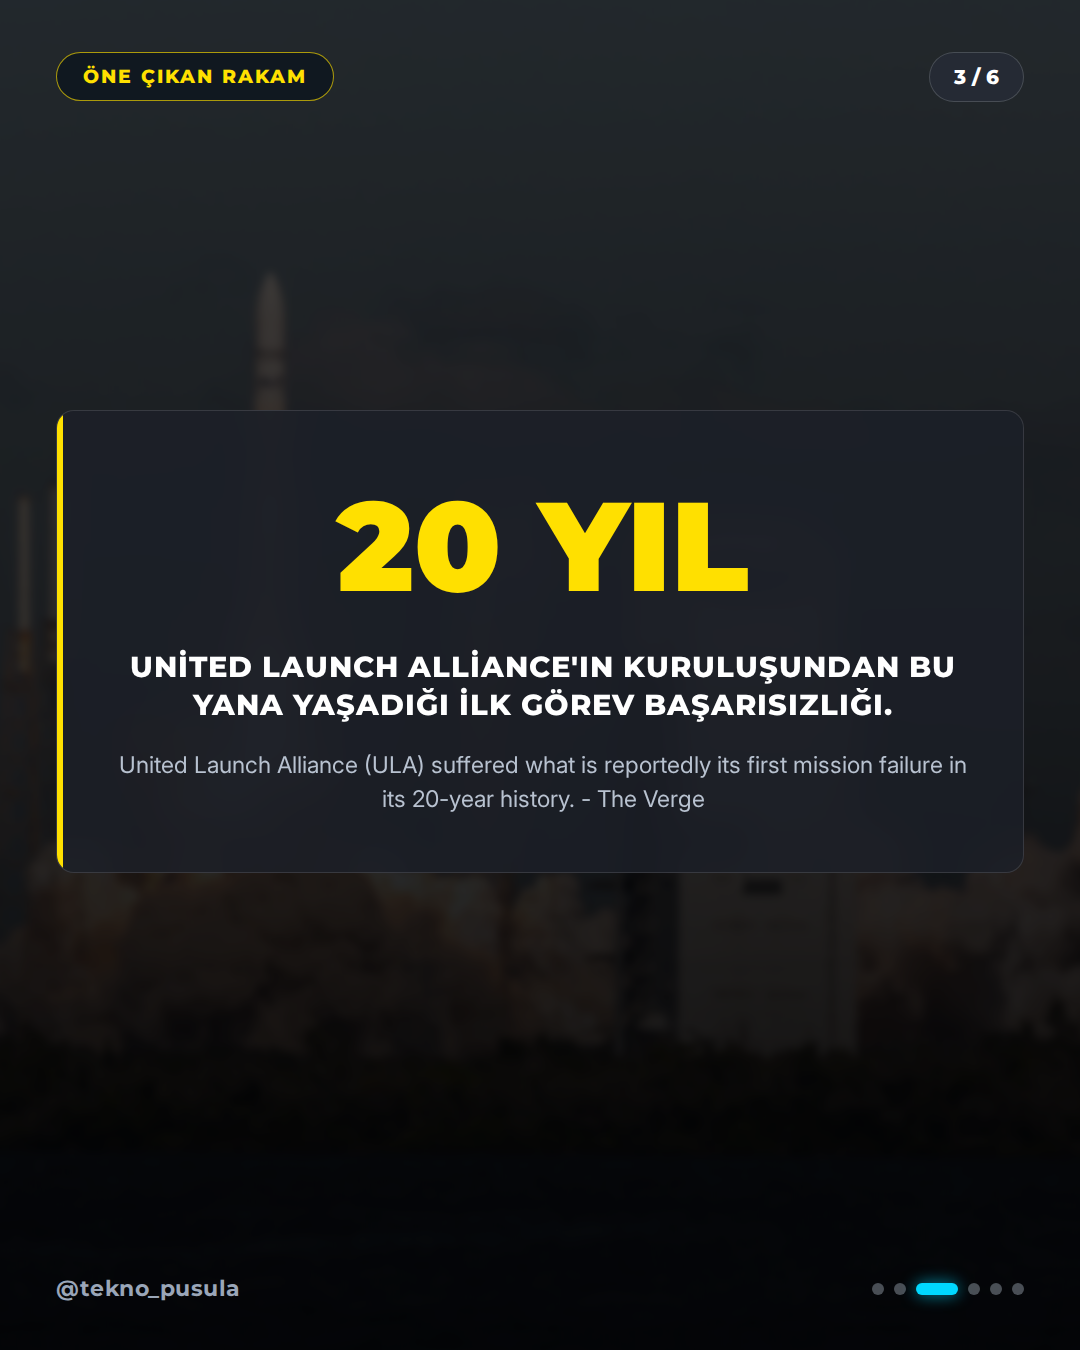 ÖNE ÇIKAN RAKAM
3 / 6
20 YIL
UNİTED LAUNCH ALLİANCE'IN KURULUŞUNDAN BU
YANA YAŞADIĞI İLK GÖREV BAŞARISIZLIĞI.
United Launch Alliance (ULA) suffered what is reportedly its first mission failure in
its 20-year history. - The Verge
@tekno_pusula